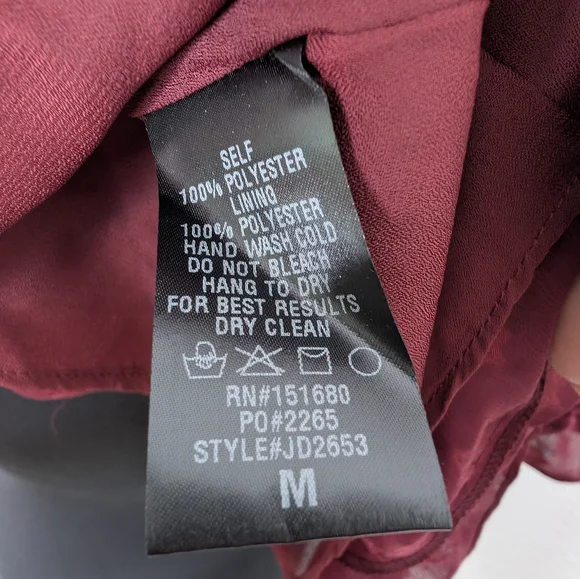 SELF
100% POLYESTER
LINING
100% POLYESTER
HAND WASH COLD
DO NOT BLEACH
HANG TO DRY
FOR BEST RESULTS
DRY CLEAN
RN#151680
PO#2265
STYLE#JD2653
M